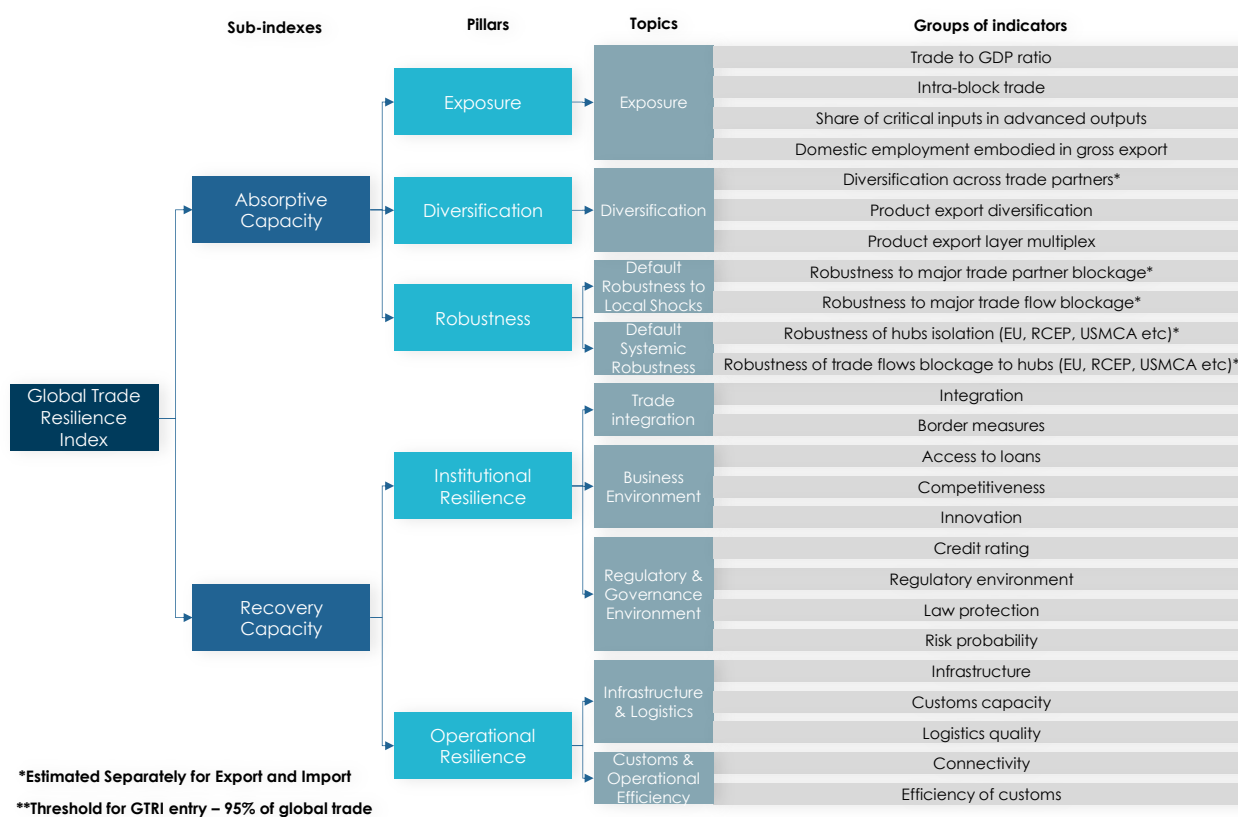 Sub-indexes
Pillars
Topics
Groups of indicators
Global Trade
Resilience
Index
Absorptive
Capacity
Exposure
Exposure
Trade to GDP ratio
Intra-block trade
Share of critical inputs in advanced outputs
Domestic employment embodied in gross export
Diversification
Diversification
Diversification across trade partners*
Product export diversification
Product export layer multiplex
Robustness
Default
Robustness to
Local Shocks
Robustness to major trade partner blockage*
Robustness to major trade flow blockage*
Default
Systemic
Robustness
Robustness of hubs isolation (EU, RCEP, USMCA etc)*
Robustness of trade flows blockage to hubs (EU, RCEP, USMCA etc)*
Recovery
Capacity
Institutional
Resilience
Trade
integration
Integration
Border measures
Business
Environment
Access to loans
Competitiveness
Innovation
Regulatory &
Governance
Environment
Credit rating
Regulatory environment
Law protection
Risk probability
Operational
Resilience
Infrastructure
& Logistics
Infrastructure
Customs capacity
Logistics quality
Customs &
Operational
Efficiency
Connectivity
Efficiency of customs
*Estimated Separately for Export and Import
**Threshold for GTRI entry – 95% of global trade